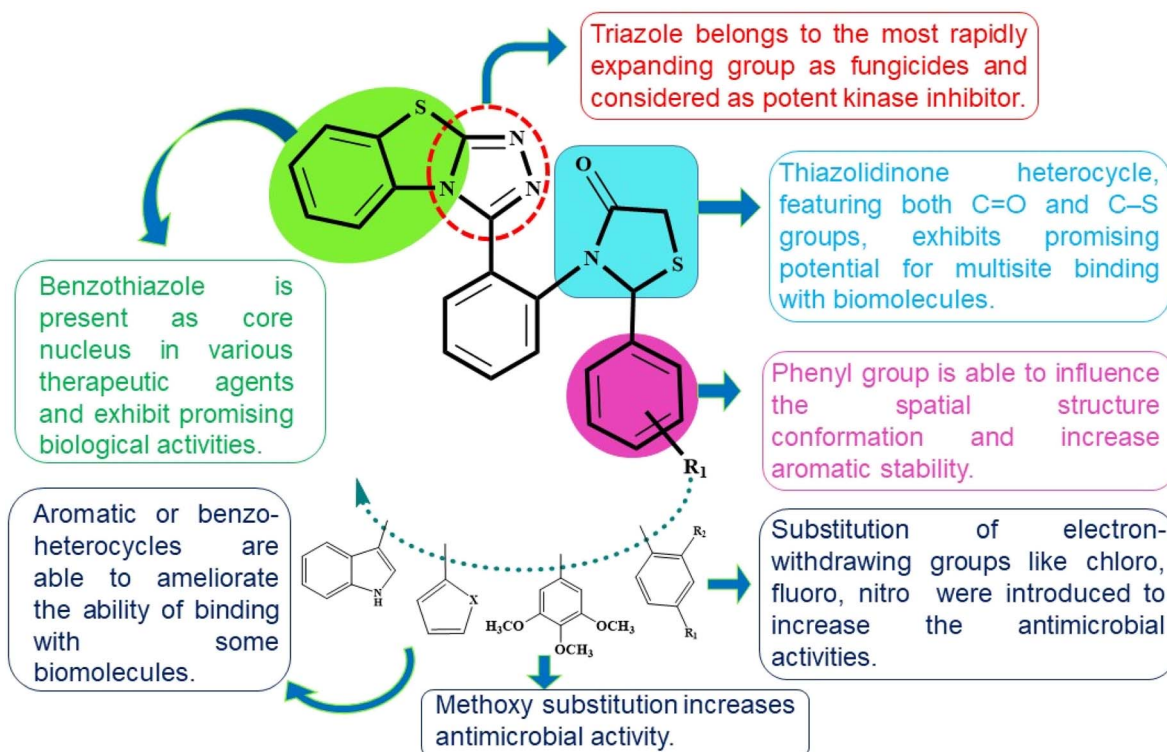 Triazole belongs to the most rapidly
expanding group as fungicides and
considered as potent kinase inhibitor.
S
N
N
N
O
N
S
Thiazolidinone heterocycle,
featuring both C=O and C–S
groups, exhibits promising
potential for multisite binding
with biomolecules.
Benzothiazole is
present as core
nucleus in various
therapeutic agents
and exhibit promising
biological activities.
Phenyl group is able to influence
the spatial structure
conformation and increase
aromatic stability.
R1
Aromatic or benzo-
heterocycles are
able to ameliorate
the ability of binding
with some
biomolecules.
N
H
X
H3CO
OCH3
OCH3
R2
R1
Substitution of electron-
withdrawing groups like chloro,
fluoro, nitro were introduced to
increase the antimicrobial
activities.
Methoxy substitution increases
antimicrobial activity.